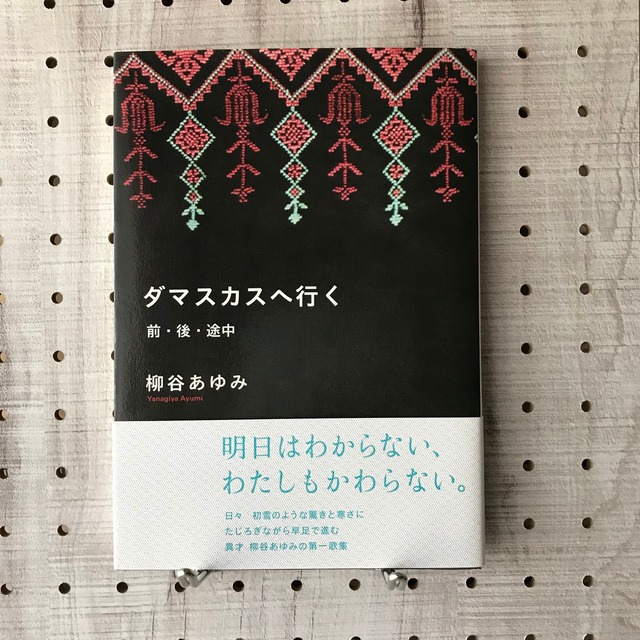 ダマスカスへ行く
前・後・途中
柳谷あゆみ
Yanagiya Ayumi
明日はわからない、
わたしもかわらない。
日々 初雪のような驚きと寒さに
たじろぎながら早足で進む
異才 柳谷あゆみの第一歌集